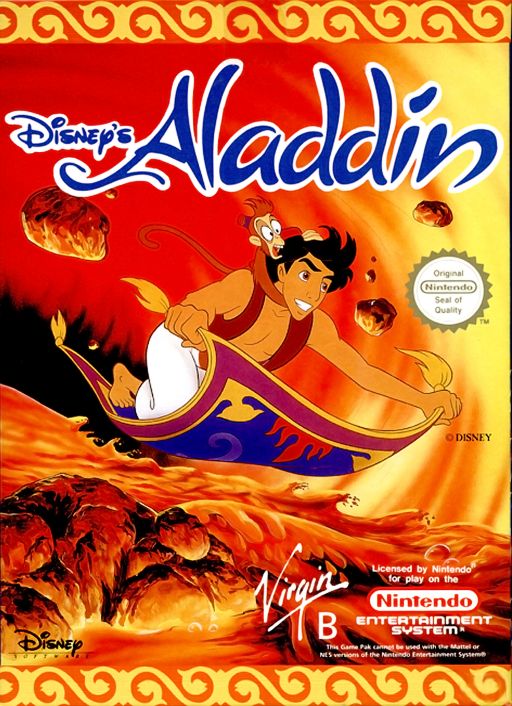 Disney's Aladdin
Original
Nintendo
Seal of
Quality
TM
© DISNEY
Licensed by Nintendo®
for play on the
Nintendo
ENTERTAINMENT
SYSTEM
Virgin
B
This Game Pak cannot be used with the Mattel or
NES versions of the Nintendo Entertainment System®
Disney
SOFTWARE